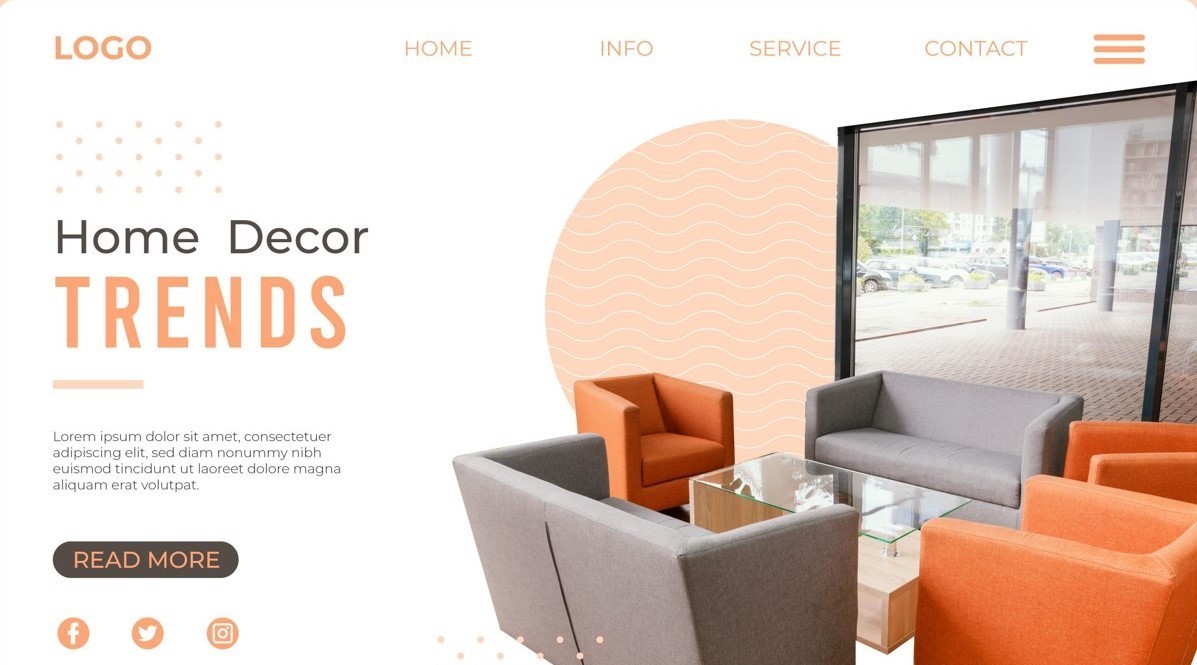 LOGO
HOME INFO SERVICE CONTACT
Home Decor
TRENDS
Lorem ipsum dolor sit amet, consectetuer
adipiscing elit, sed diam nonummy nibh
euismod tincidunt ut laoreet dolore magna
aliquam erat volutpat.
READ MORE